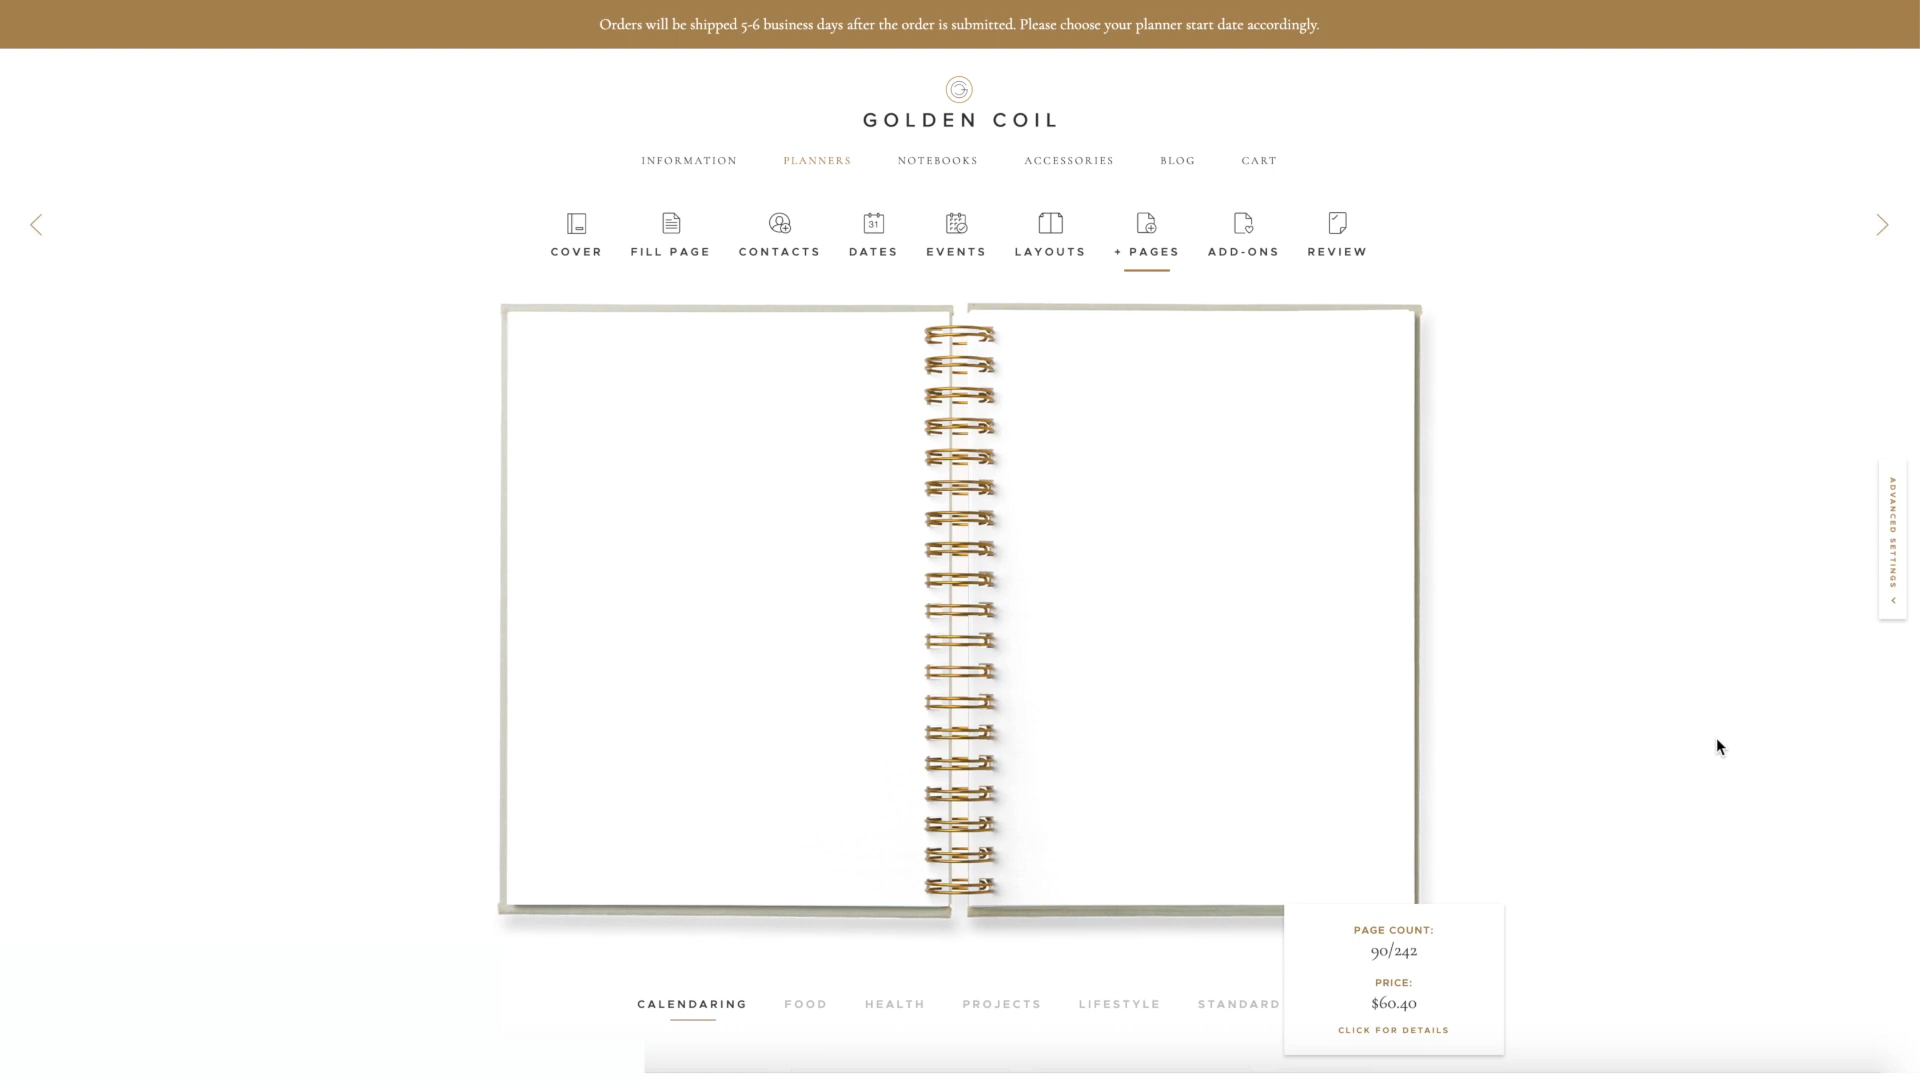 Orders will be shipped 5-6 business days after the order is submitted. Please choose your planner start date accordingly.
GOLDEN COIL
INFORMATION PLANNERS NOTEBOOKS ACCESSORIES BLOG CART
31
COVER FILL PAGE CONTACTS DATES EVENTS LAYOUTS + PAGES ADD-ONS REVIEW
ADVANCED SETTINGS
PAGE COUNT:
90/242
PRICE:
$60.40
CLICK FOR DETAILS
CALENDARING FOOD HEALTH PROJECTS LIFESTYLE STANDARD